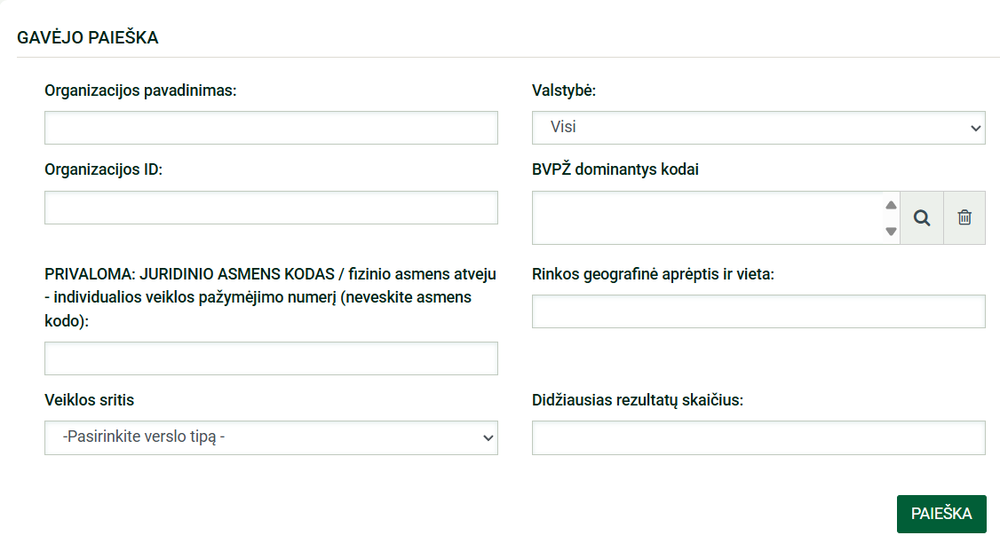 GAVĖJO PAIEŠKA
Organizacijos pavadinimas:
Valstybė:
Visi
Organizacijos ID:
BVPŽ dominantys kodai
PRIVALOMA: JURIDINIO ASMENS KODAS / fizinio asmens atveju
- individualios veiklos pažymėjimo numerį (neveskite asmens
kodo):
Rinkos geografinė aprėptis ir vieta:
Veiklos sritis
-Pasirinkite verslo tipą -
Didžiausias rezultatų skaičius:
PAIEŠKA